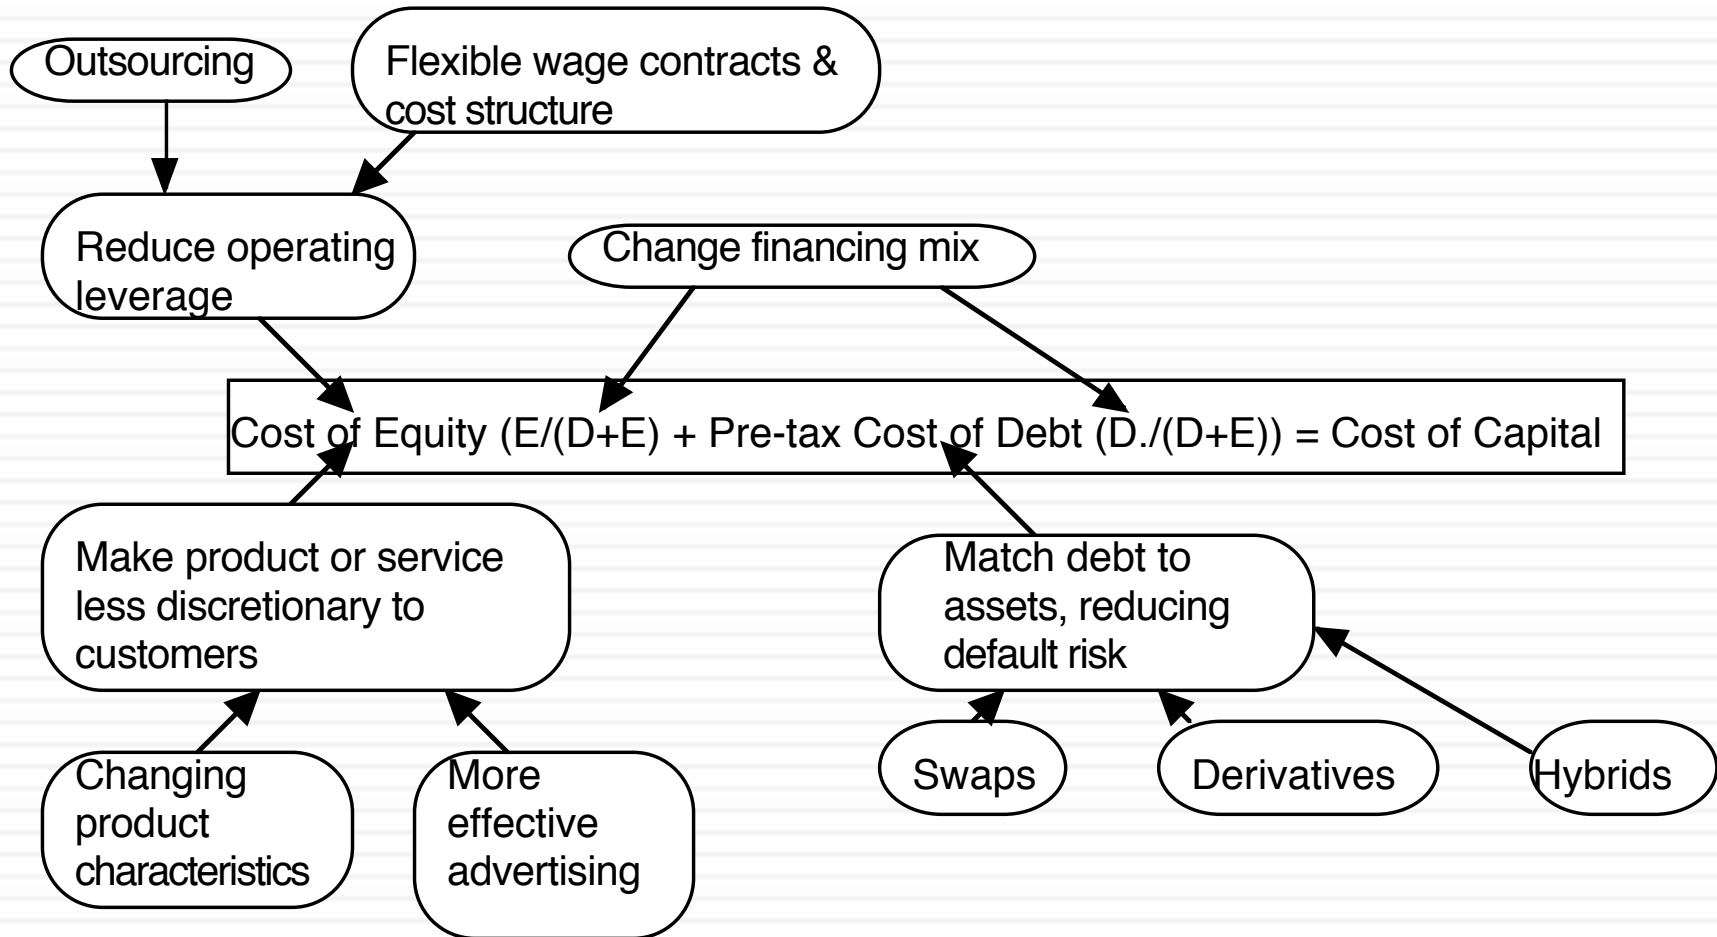 Outsourcing
Flexible wage contracts &
cost structure
Reduce operating
leverage
Change financing mix
Cost of Equity (E/(D+E) + Pre-tax Cost of Debt (D./(D+E)) = Cost of Capital
Make product or service
less discretionary to
customers
Match debt to
assets, reducing
default risk
Changing
product
characteristics
More
effective
advertising
Swaps
Derivatives
Hybrids